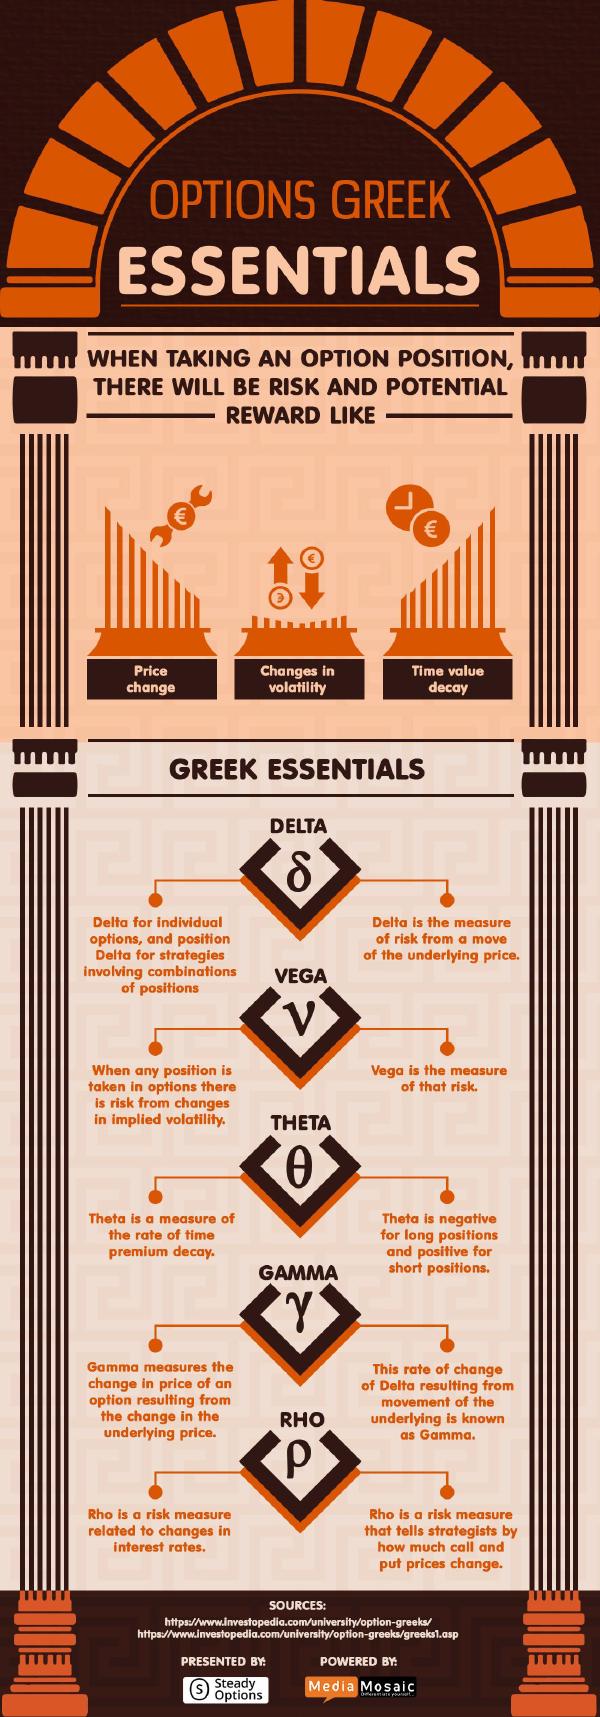 OPTIONS GREEK
ESSENTIALS
WHEN TAKING AN OPTION POSITION,
THERE WILL BE RISK AND POTENTIAL
REWARD LIKE
€
€
€
€
Price
change
Changes in
volatility
Time value
decay
GREEK ESSENTIALS
DELTA
δ
Delta for individual
options, and position
Delta for strategies
involving combinations
of positions
Delta is the measure
of risk from a move
of the underlying price.
VEGA
ν
When any position is
taken in options there
is risk from changes
in implied volatility.
Vega is the measure
of that risk.
THETA
θ
Theta is a measure of
the rate of time
premium decay.
Theta is negative
for long positions
and positive for
short positions.
GAMMA
γ
Gamma measures the
change in price of an
option resulting from
the change in the
underlying price.
This rate of change
of Delta resulting from
movement of the
underlying is known
as Gamma.
RHO
ρ
Rho is a risk measure
related to changes in
interest rates.
Rho is a risk measure
that tells strategists by
how much call and
put prices change.
SOURCES:
https://www.investopedia.com/university/option-greeks/
https://www.investopedia.com/university/option-greeks/greeks1.asp
PRESENTED BY:
S Steady
Options
POWERED BY:
Media Mosaic
Differentiate yourself...